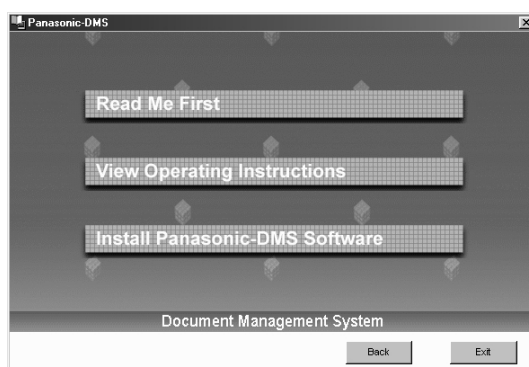 Panasonic-DMS
Read Me First
View Operating Instructions
Install Panasonic-DMS Software
Document Management System
Back Exit